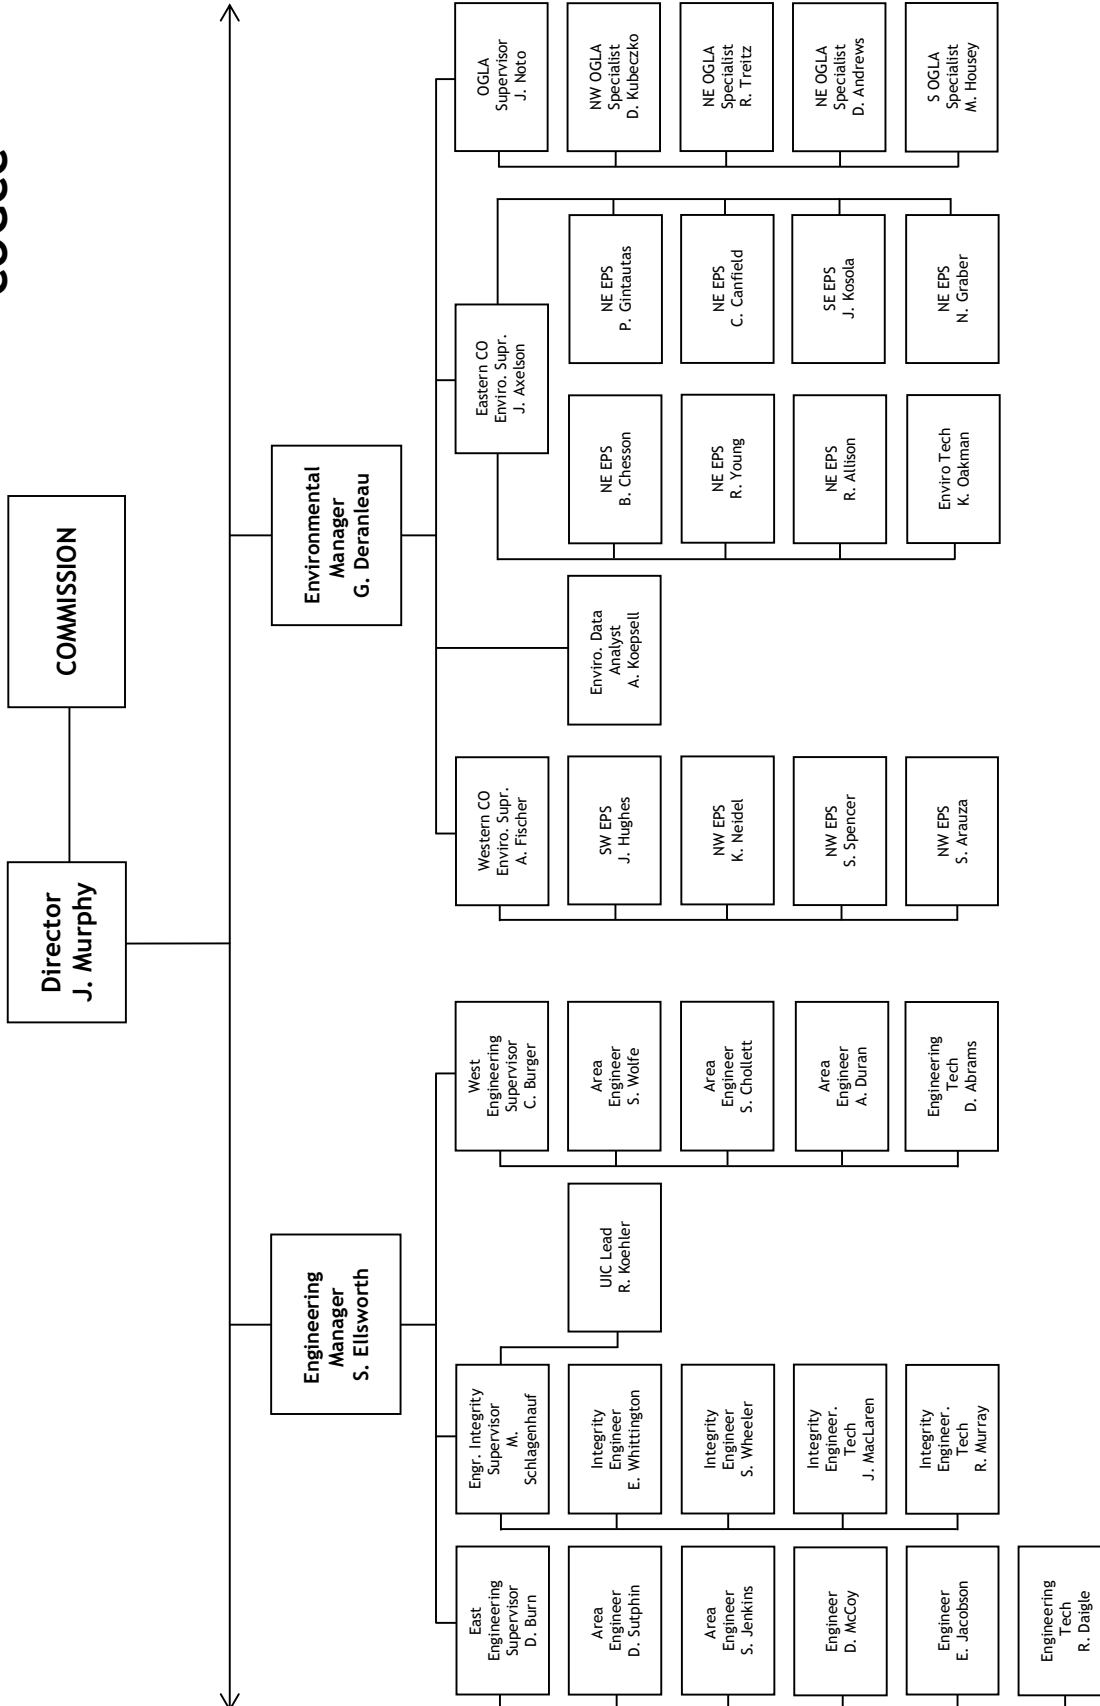 Director
J. Murphy
COMMISSION
Engineering
Manager
S. Ellsworth
Environmental
Manager
G. Deranleau
East
Engineering
Supervisor
D. Burn
Area
Engineer
D. Sutphin
Area
Engineer
S. Jenkins
Engineer
D. McCoy
Engineer
E. Jacobson
Engineering
Tech
R. Daigle
Engr. Integrity
Supervisor
M.
Schlagenhauf
Integrity
Engineer
E. Whittington
Integrity
Engineer
S. Wheeler
Integrity
Engineer.
Tech
J. MacLaren
Integrity
Engineer.
Tech
R. Murray
UIC Lead
R. Koehler
West
Engineering
Supervisor
C. Burger
Area
Engineer
S. Wolfe
Area
Engineer
S. Chollett
Area
Engineer
A. Duran
Engineering
Tech
D. Abrams
Western CO
Enviro. Supr.
A. Fischer
SW EPS
J. Hughes
NW EPS
K. Neidel
NW EPS
S. Spencer
NW EPS
S. Arauza
Enviro. Data
Analyst
A. Koepsell
Eastern CO
Enviro. Supr.
J. Axelson
NE EPS
B. Chesson
NE EPS
R. Young
NE EPS
R. Allison
Enviro Tech
K. Oakman
NE EPS
P. Gintautas
NE EPS
C. Canfield
SE EPS
J. Kosola
NE EPS
N. Graber
OGLA
Supervisor
J. Noto
NW OGLA
Specialist
D. Kubeczko
NE OGLA
Specialist
R. Treitz
NE OGLA
Specialist
D. Andrews
S OGLA
Specialist
M. Housey